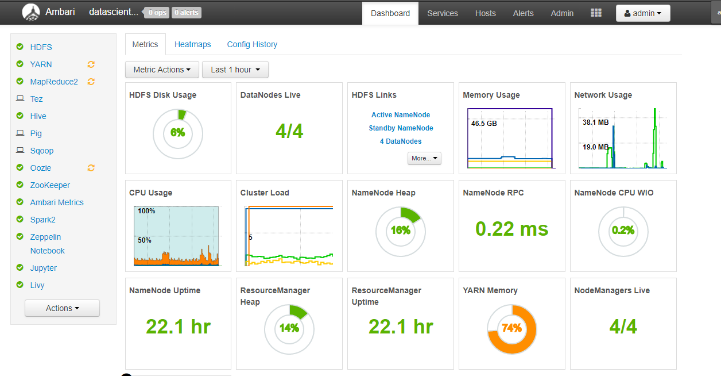 Ambari datascient... 0 ops 0 alerts Dashboard Services Hosts Alerts Admin admin
HDFS
YARN
MapReduce2
Tez
Hive
Pig
Sqoop
Oozie
ZooKeeper
Ambari Metrics
Spark2
Zeppelin
Notebook
Jupyter
Livy
Actions
Metrics Heatmaps Config History
Metric Actions Last 1 hour
HDFS Disk Usage
6%
DataNodes Live
4/4
HDFS Links
Active NameNode
Standby NameNode
4 DataNodes
More...
Memory Usage
46.5 GB
Network Usage
38.1 MB
19.0 MB
CPU Usage
100%
50%
Cluster Load
5
NameNode Heap
16%
NameNode RPC
0.22 ms
NameNode CPU WIO
0.2%
NameNode Uptime
22.1 hr
ResourceManager
Heap
14%
ResourceManager
Uptime
22.1 hr
YARN Memory
74%
NodeManagers Live
4/4